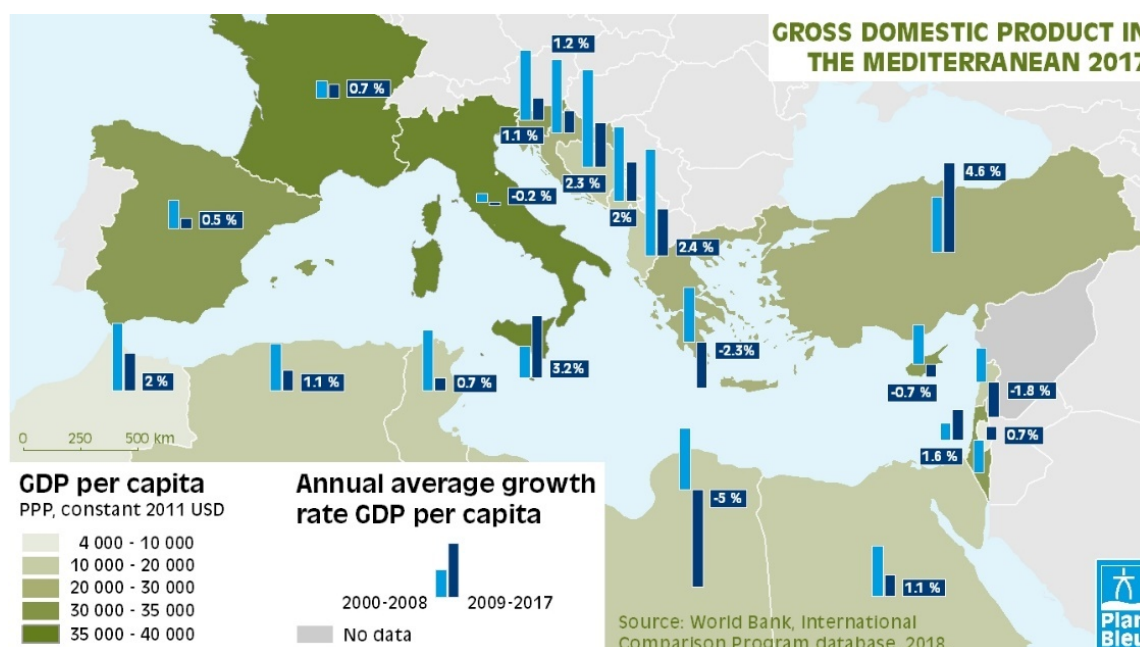 GROSS DOMESTIC PRODUCT IN
THE MEDITERRANEAN 2017
1.2 %
0.7 %
1.1 %
4.6 %
-0.2 %
2.3 %
0.5 %
2%
2.4 %
-2.3%
2 %
1.1 %
0.7 %
3.2%
-0.7 %
-1.8 %
0.7%
1.6 %
0 250 500 km
GDP per capita
PPP, constant 2011 USD
4 000 - 10 000
10 000 - 20 000
20 000 - 30 000
30 000 - 35 000
35 000 - 40 000
Annual average growth
rate GDP per capita
2000-2008 2009-2017
No data
-5 %
1.1 %
Source: World Bank, International
Comparison Program database, 2018
Plan
Bleu